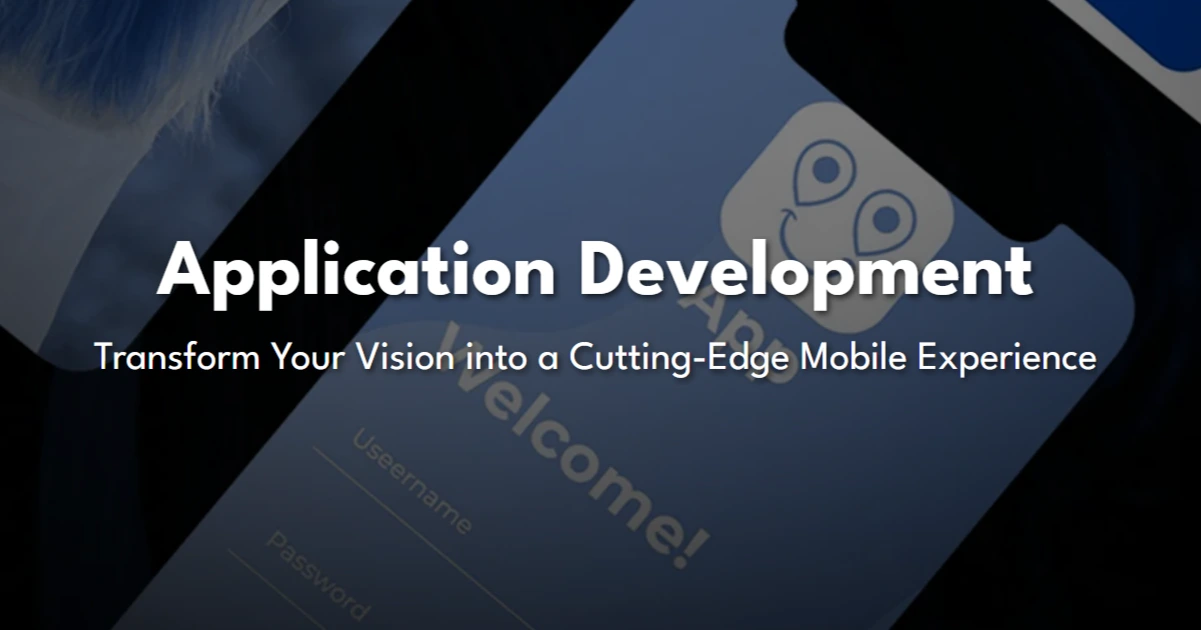 Application Development
Transform Your Vision into a Cutting-Edge Mobile Experience
App
Welcome!
Useername
Password